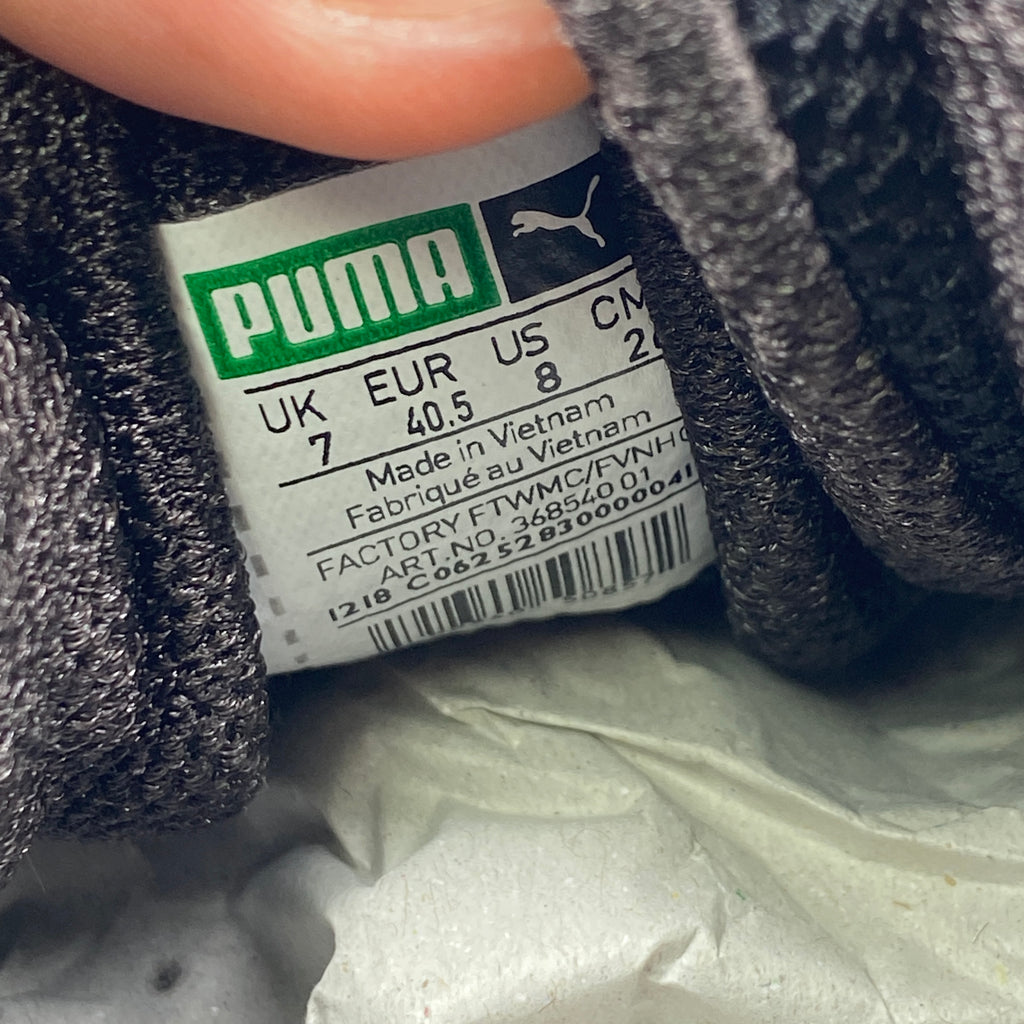 PUMA
UK EUR US CM
7 40.5 8
Made in Vietnam
Fabriqué au Vietnam
FACTORY FTWMC/FVNHC
ART.NO. 368540 01
1218 C062528300000041